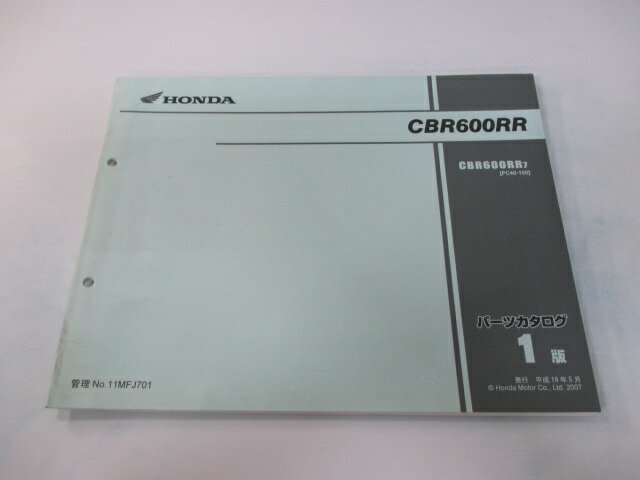 HONDA
CBR600RR
CBR600RR7
[PC40-100]
パーツカタログ
1版
発行 平成19年5月
© Honda Motor Co., Ltd. 2007
管理 No.11MFJ701